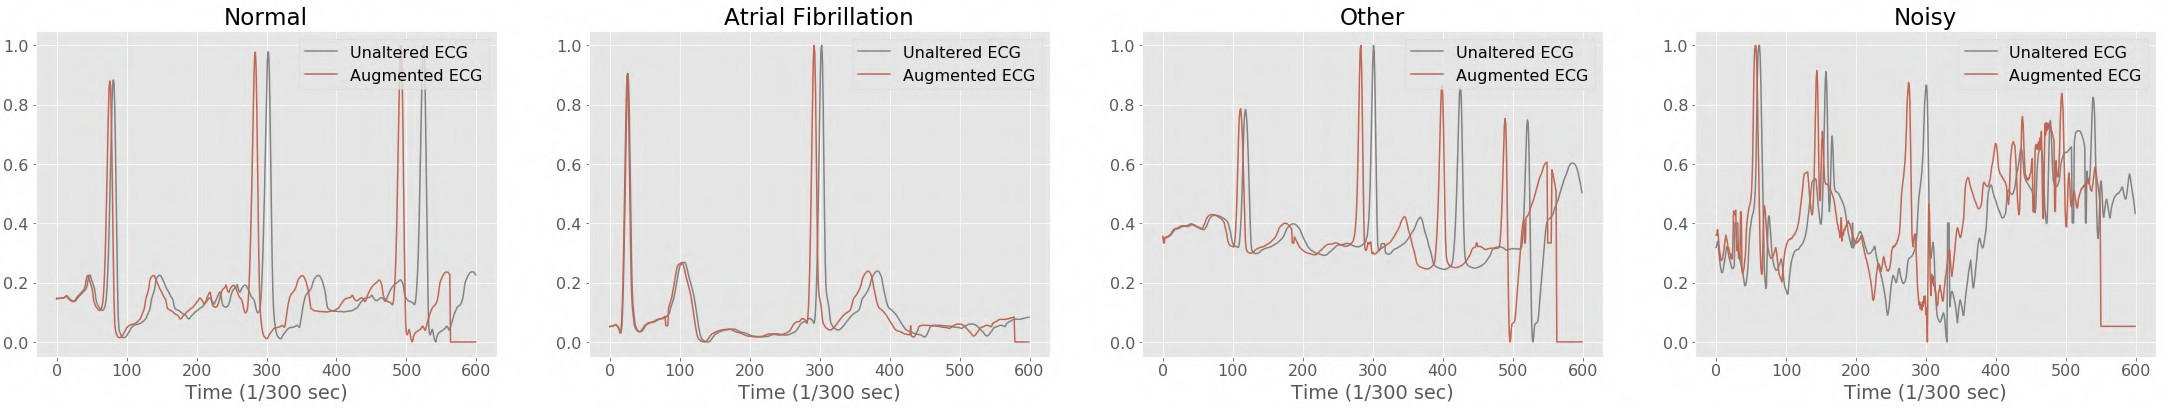 Normal
Unaltered ECG
Augmented ECG
1.0
0.8
0.6
0.4
0.2
0.0
0 100 200 300 400 500 600
Time (1/300 sec)
Atrial Fibrillation
Unaltered ECG
Augmented ECG
1.0
0.8
0.6
0.4
0.2
0.0
0 100 200 300 400 500 600
Time (1/300 sec)
Other
Unaltered ECG
Augmented ECG
1.0
0.8
0.6
0.4
0.2
0.0
0 100 200 300 400 500 600
Time (1/300 sec)
Noisy
Unaltered ECG
Augmented ECG
1.0
0.8
0.6
0.4
0.2
0.0
0 100 200 300 400 500 600
Time (1/300 sec)